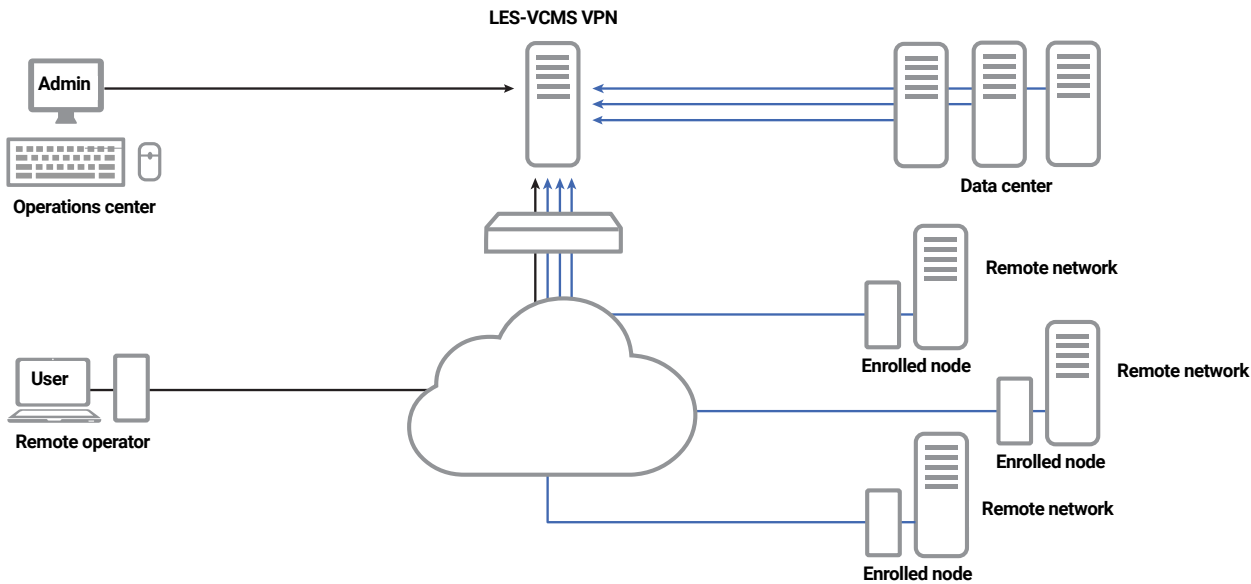 LES-VCMS VPN
Admin
Operations center
Data center
Remote network
Enrolled node
User
Remote operator
Remote network
Enrolled node
Remote network
Enrolled node